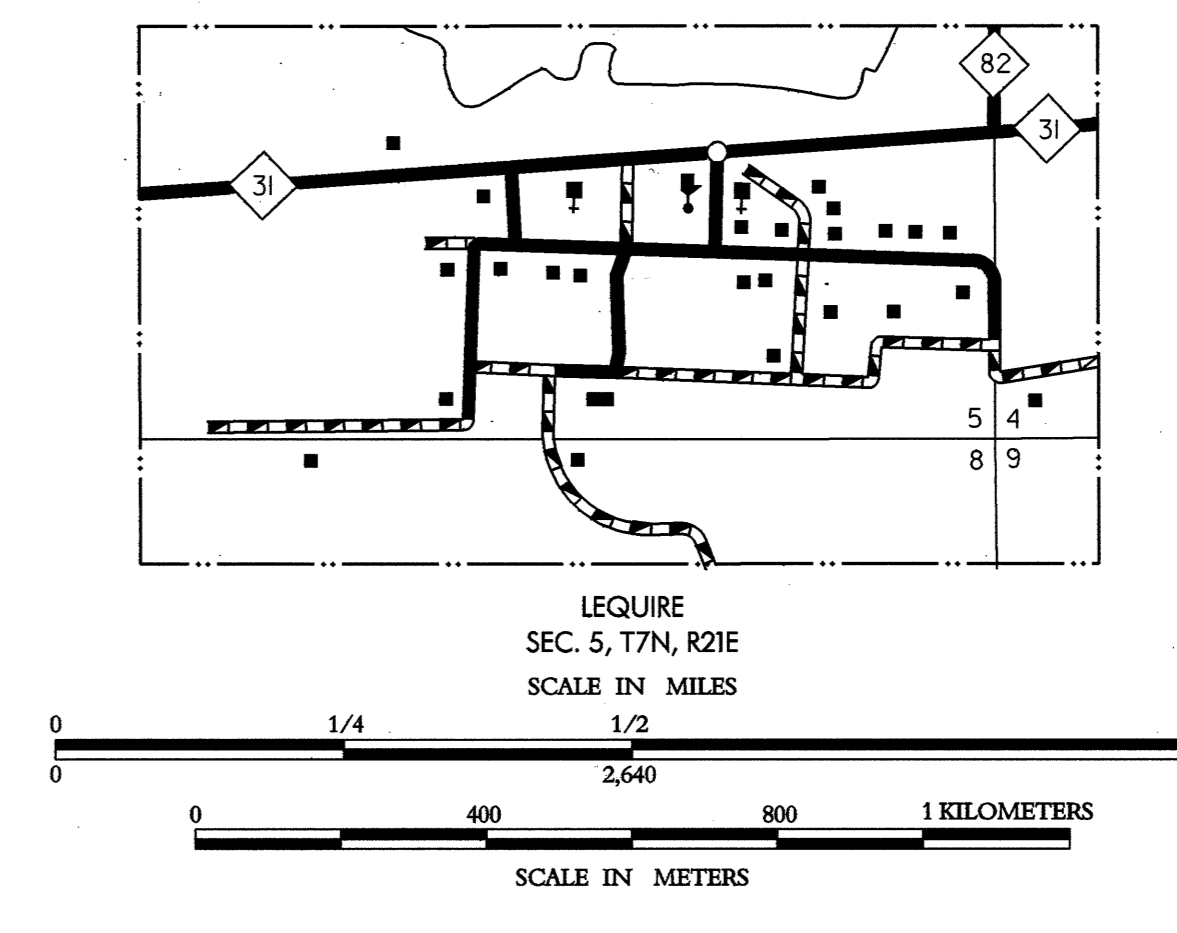 82
31
31
5 4
8 9
LEQUIRE
SEC. 5, T7N, R21E
SCALE IN MILES
0 1/4 1/2
0 2,640
0 400 800 1 KILOMETERS
SCALE IN METERS